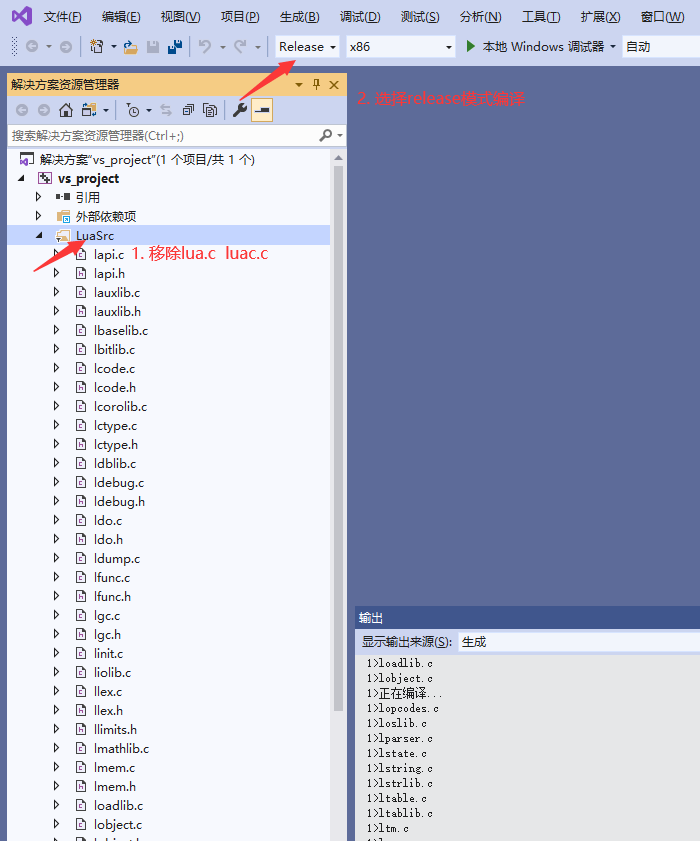 文件(F) 编辑(E) 视图(V) 项目(P) 生成(B) 调试(D) 测试(S) 分析(N) 工具(T) 扩展(X) 窗口(W)
Release x86 本地 Windows 调试器 自动
解决方案资源管理器
2. 选择release模式编译
搜索解决方案资源管理器(Ctrl+;)
解决方案"vs_project"(1 个项目/共 1 个)
vs_project
引用
外部依赖项
LuaSrc
lapi.c 1. 移除lua.c luac.c
lapi.h
lauxlib.c
lauxlib.h
lbaselib.c
lbitlib.c
lcode.c
lcode.h
lcorolib.c
lctype.c
lctype.h
ldblib.c
ldebug.c
ldebug.h
ldo.c
ldo.h
ldump.c
lfunc.c
lfunc.h
lgc.c
lgc.h
linit.c
liolib.c
llex.c
llex.h
llimits.h
lmathlib.c
lmem.c
lmem.h
loadlib.c
lobject.c
输出
显示输出来源(S): 生成
1>loadlib.c
1>lobject.c
1>正在编译...
1>lopcodes.c
1>loslib.c
1>lparser.c
1>lstate.c
1>lstring.c
1>lstrlib.c
1>ltable.c
1>ltablib.c
1>ltm.c